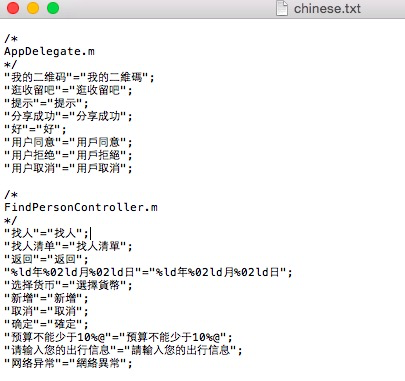 chinese.txt
/*
AppDelegate.m
*/
"我的二维码"="我的二維碼";
"逛收留吧"="逛收留吧";
"提示"="提示";
"分享成功"="分享成功";
"好"="好";
"用户同意"="用戶同意";
"用户拒绝"="用戶拒絕";
"用户取消"="用戶取消";
/*
FindPersonController.m
*/
"找人"="找人";
"找人清单"="找人清單";
"返回"="返回";
"%ld年%02ld月%02ld日"="%ld年%02ld月%02ld日";
"选择货币"="選擇貨幣";
"新增"="新增";
"取消"="取消";
"确定"="確定";
"预算不能少于10%@"="預算不能少于10%@";
"请输入您的出行信息"="請輸入您的出行信息";
"网络异常"="網絡異常";